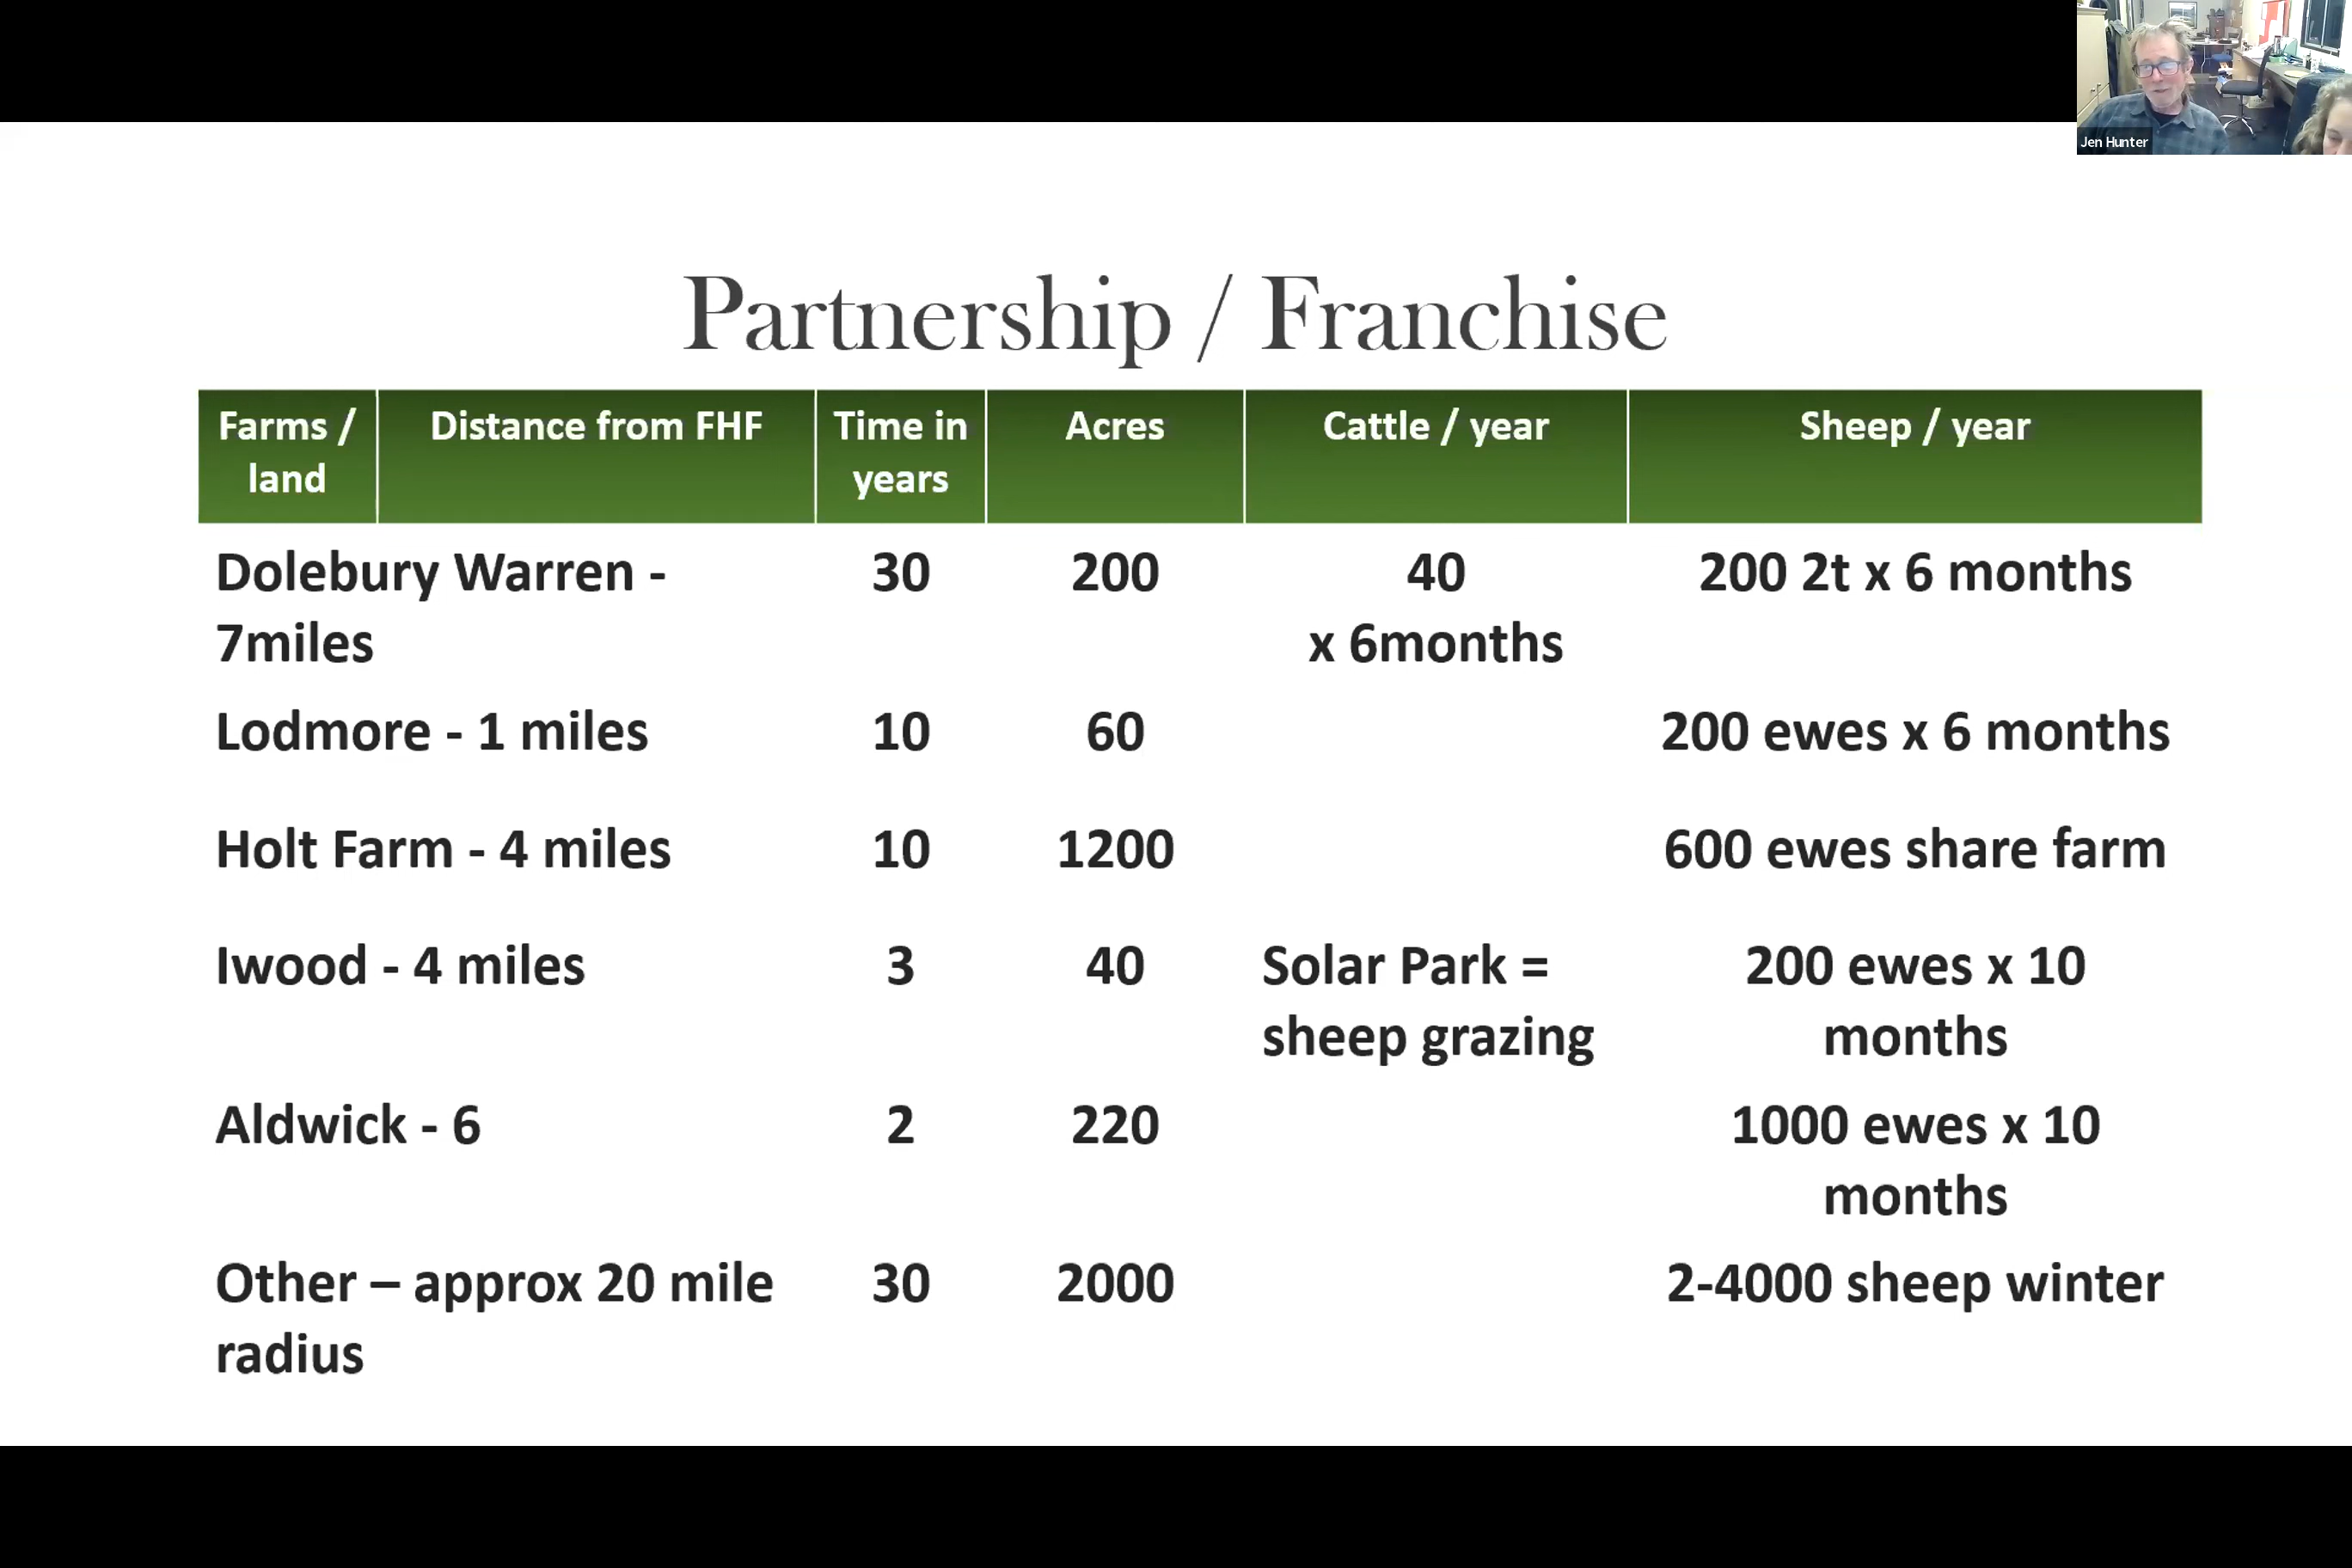 Jen Hunter
Partnership / Franchise
Farms / land Distance from FHF Time in years Acres Cattle / year Sheep / year
Dolebury Warren - 7miles 30 200 40 x 6months 200 2t x 6 months
Lodmore - 1 miles 10 60 200 ewes x 6 months
Holt Farm - 4 miles 10 1200 600 ewes share farm
Iwood - 4 miles 3 40 Solar Park = sheep grazing 200 ewes x 10 months
Aldwick - 6 2 220 1000 ewes x 10 months
Other – approx 20 mile radius 30 2000 2-4000 sheep winter